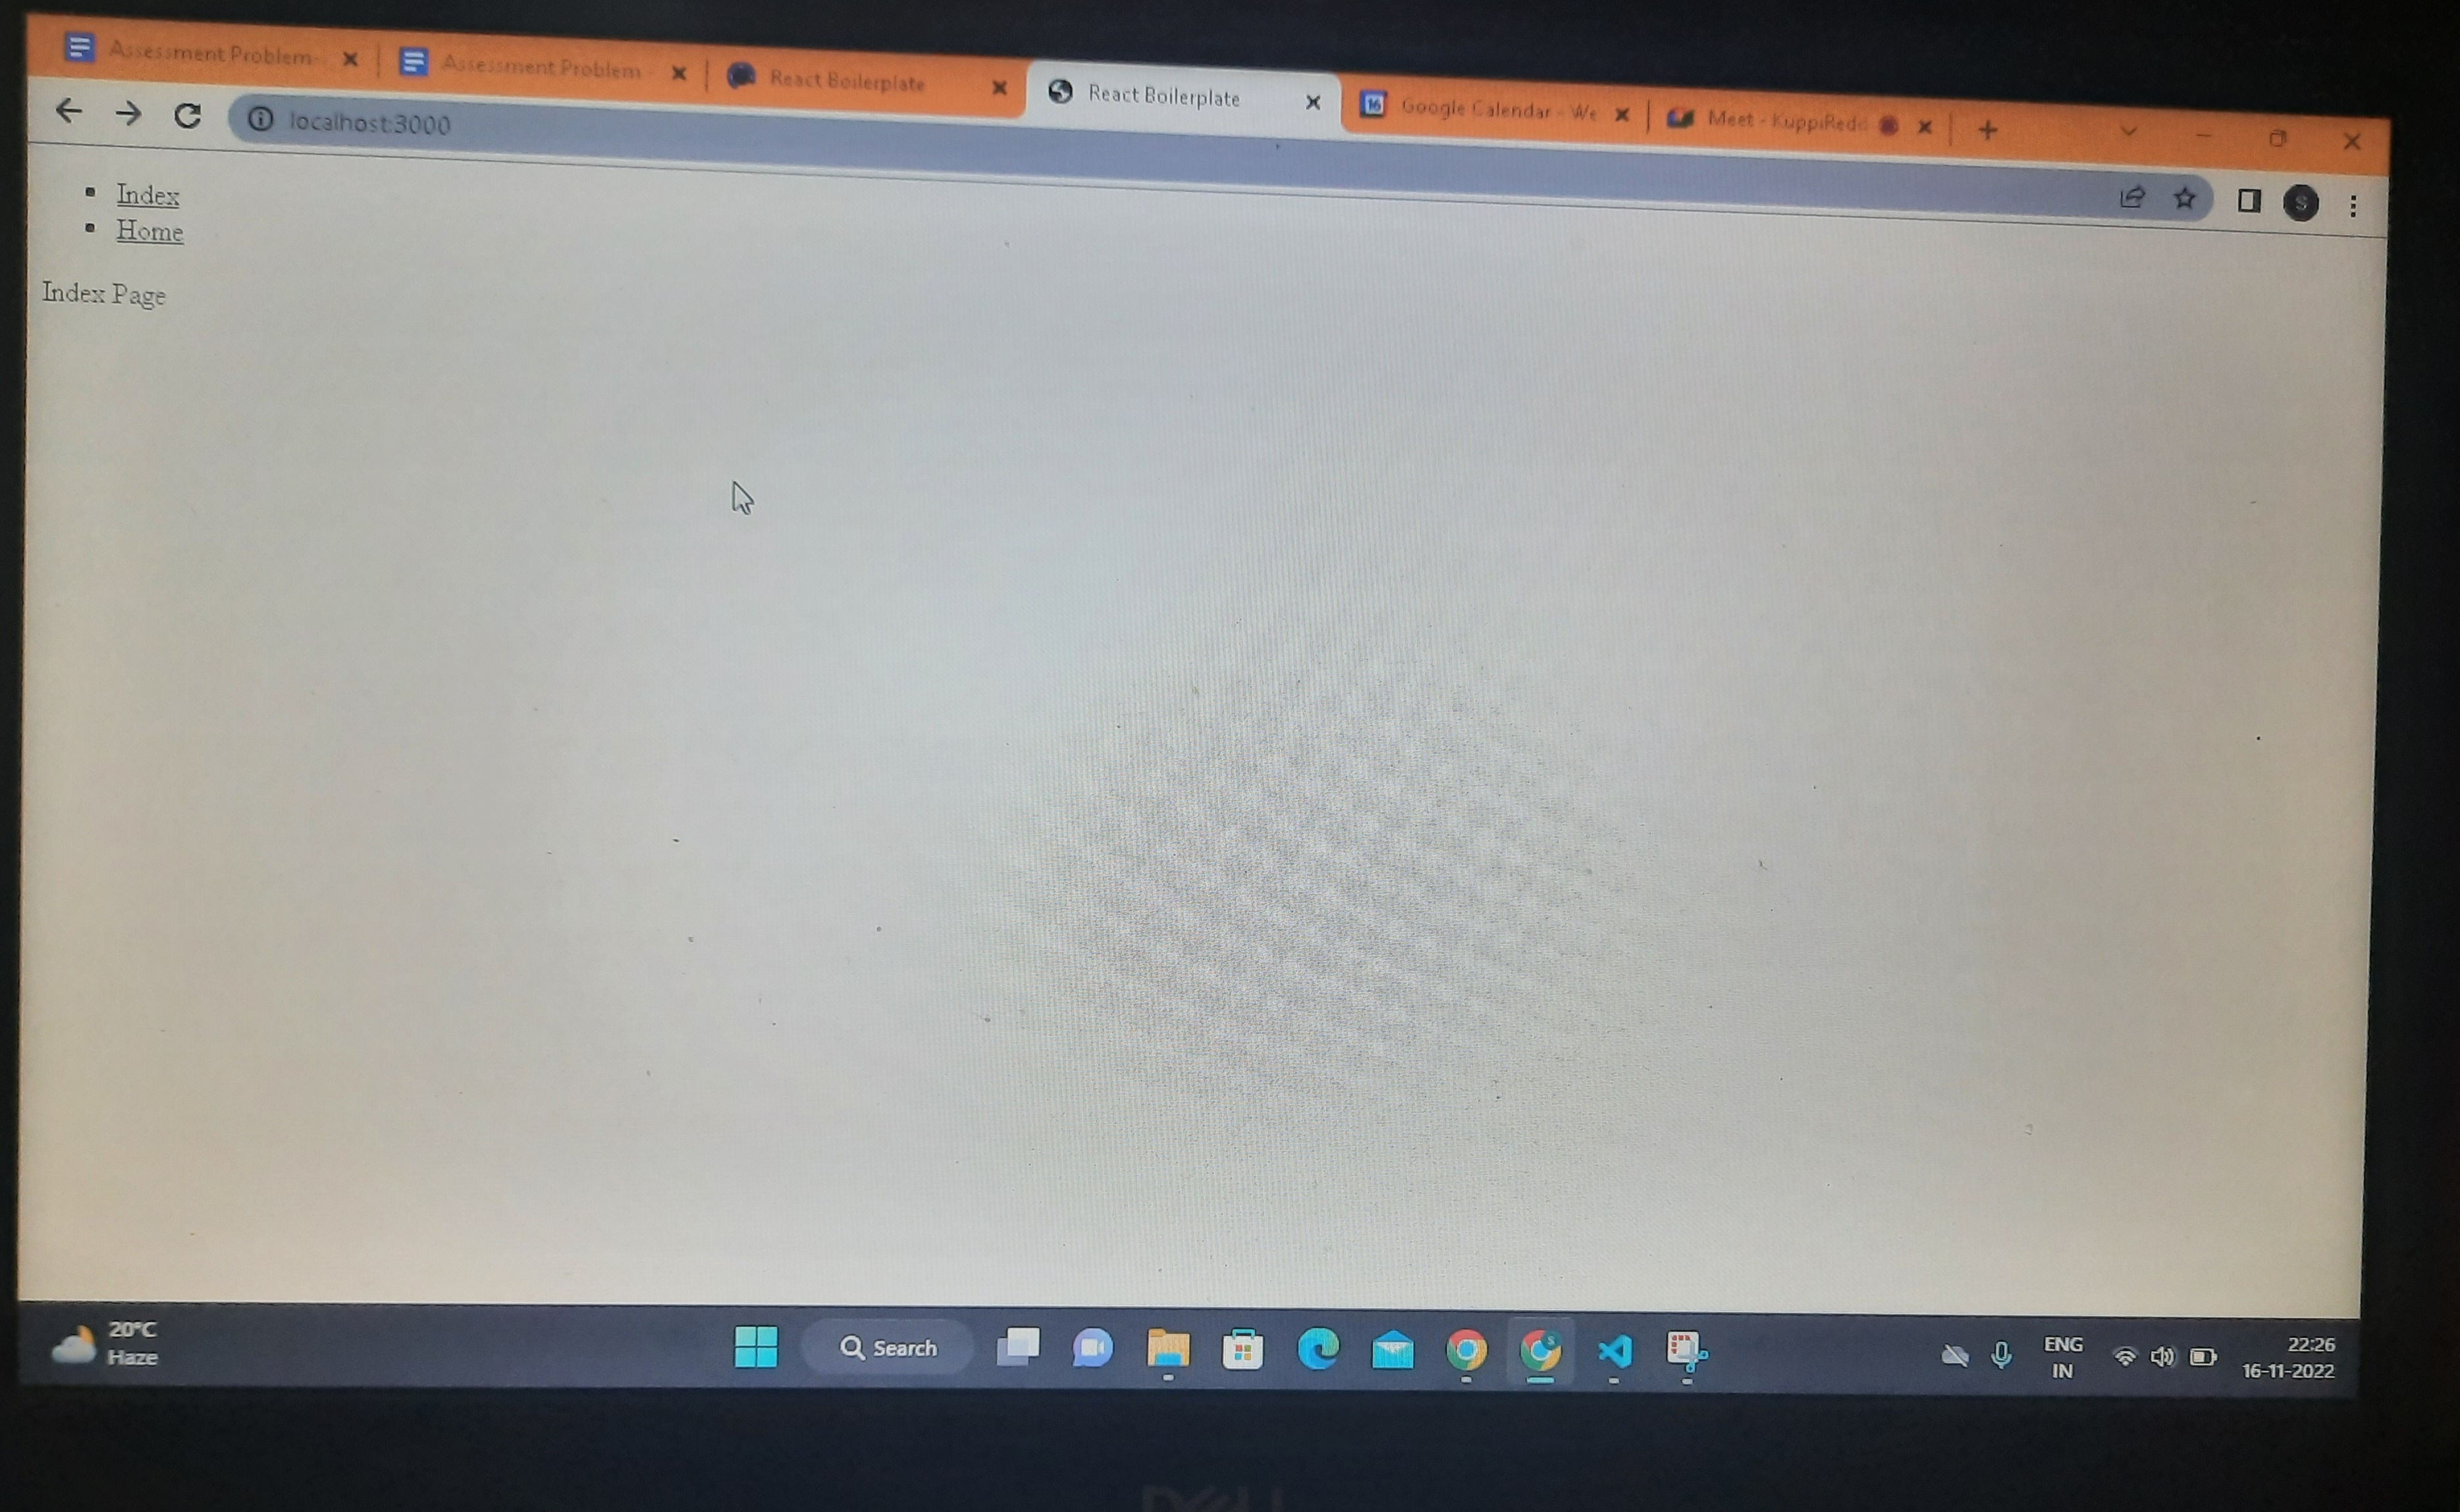 Assessment Problem-
Assessment Problem -
React Boilerplate
React Boilerplate
Google Calendar - We
Meet - KuppiRedd
localhost:3000
S
Index
Home
Index Page
20°C
Haze
Search
ENG
IN
22:26
16-11-2022
DELL